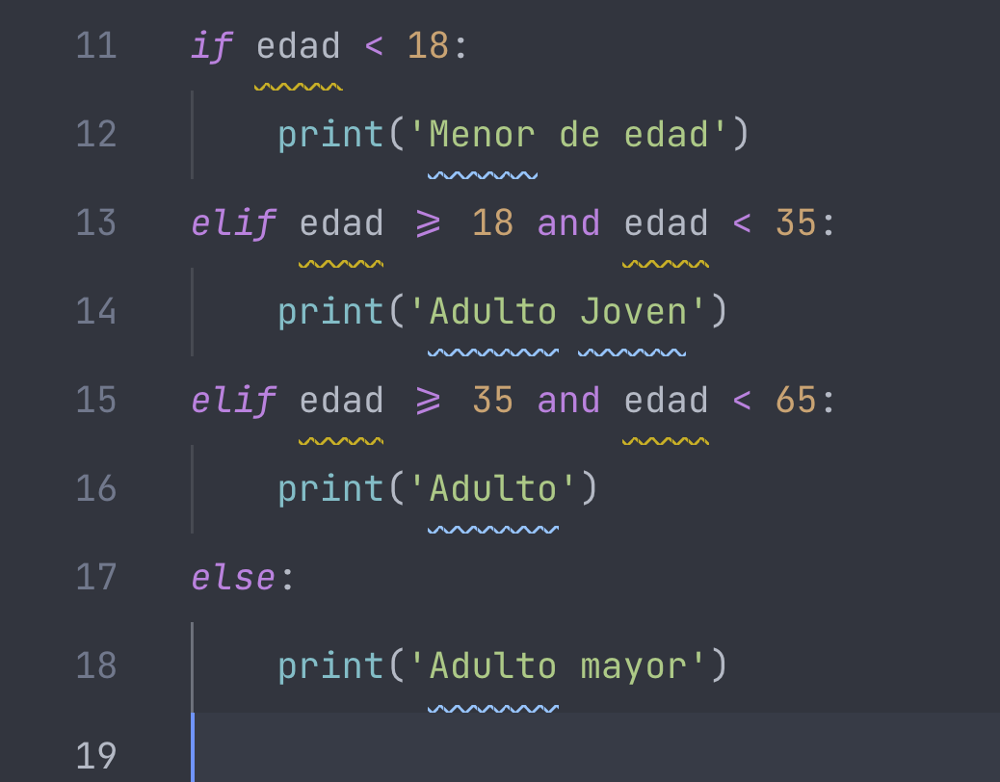 11 if edad < 18:
12 print('Menor de edad')
13 elif edad ≥ 18 and edad < 35:
14 print('Adulto Joven')
15 elif edad ≥ 35 and edad < 65:
16 print('Adulto')
17 else:
18 print('Adulto mayor')
19